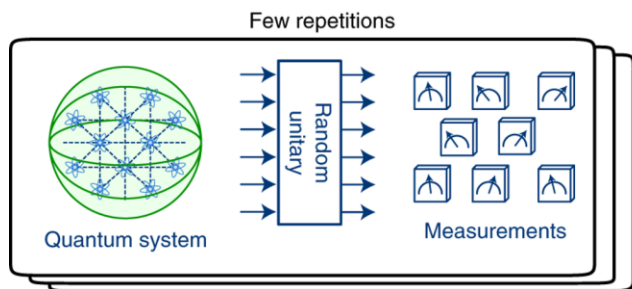 Few repetitions
Random
unitary
Quantum system
Measurements